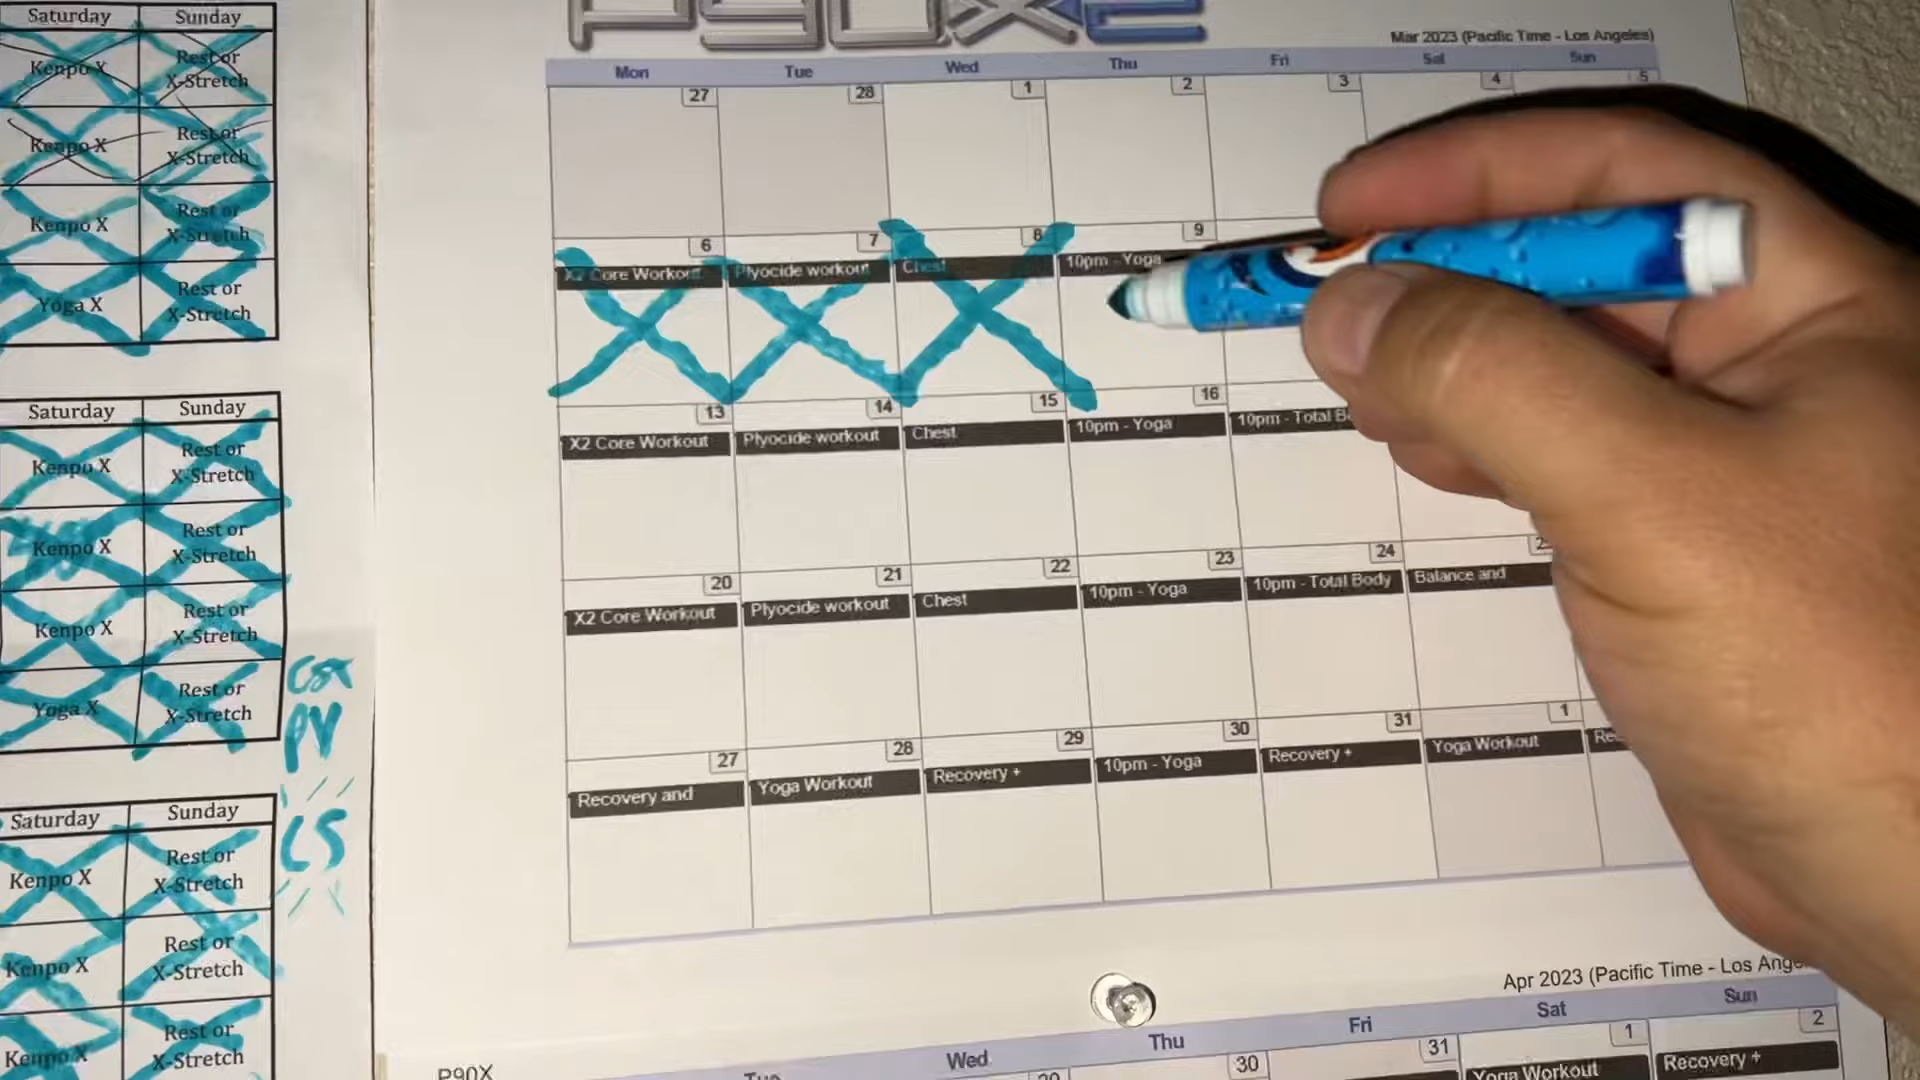 Saturday Sunday
Kenpo X Rest or
X-Stretch
Kenpo X Rest or
X-Stretch
Kenpo X Rest or
X-Stretch
Yoga X Rest or
X-Stretch
Saturday Sunday
Kenpo X Rest or
X-Stretch
Kenpo X Rest or
X-Stretch
Kenpo X Rest or
X-Stretch
Yoga X Rest or
X-Stretch
PV
CS
Saturday Sunday
Kenpo X Rest or
X-Stretch
Kenpo X Rest or
X-Stretch
Kenpo X Rest or
X-Stretch
P90X2
Mar 2023 (Pacific Time - Los Angeles)
Mon Tue Wed Thu Fri Sat Sun
27 28 1 2 3 4 5
6 7 8 9
X2 Core Workout Plyocide workout Chest 10pm - Yoga
13 14 15 16
X2 Core Workout Plyocide workout Chest 10pm - Yoga 10pm - Total
20 21 22 23 24
X2 Core Workout Plyocide workout Chest 10pm - Yoga 10pm - Total Body Balance and
27 28 29 30 31 1
Recovery and Yoga Workout Recovery + 10pm - Yoga Recovery + Yoga Workout
Apr 2023 (Pacific Time - Los
P90X Tue Wed Thu Fri Sat Sun
30 31 1 2
Yoga Workout Recovery +